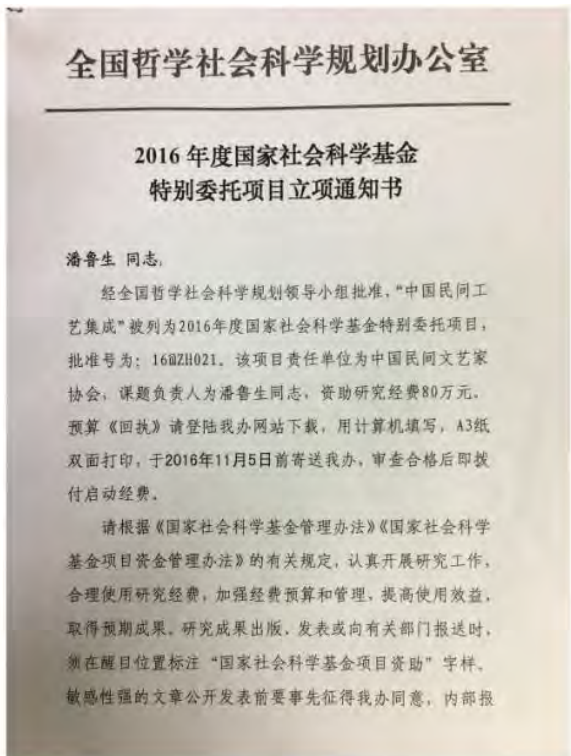 全国哲学社会科学规划办公室
2016 年度国家社会科学基金
特别委托项目立项通知书
潘鲁生 同志:
经全国哲学社会科学规划领导小组批准,“中国民间工
艺集成”被列为2016年度国家社会科学基金特别委托项目,
批准号为:16@ZH021。该项目责任单位为中国民间文艺家
协会,课题负责人为潘鲁生同志,资助研究经费80万元。
预算《回执》请登陆我办网站下载,用计算机填写,A3纸
双面打印,于2016年11月5日前寄送我办,审查合格后即拨
付启动经费。
请根据《国家社会科学基金管理办法》《国家社会科学
基金项目资金管理办法》的有关规定,认真开展研究工作,
合理使用研究经费,加强经费预算和管理,提高使用效益,
取得预期成果。研究成果出版、发表或向有关部门报送时,
须在醒目位置标注“国家社会科学基金项目资助”字样。
敏感性强的文章公开发表前要事先征得我办同意,内部报